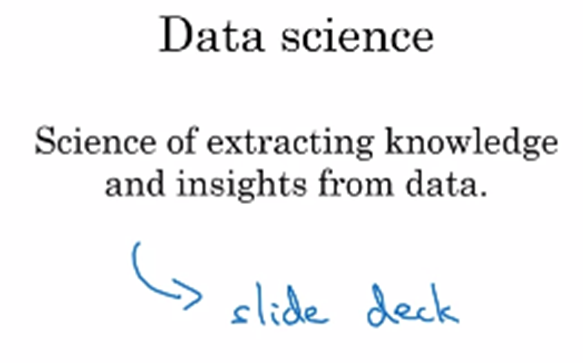 Data science
Science of extracting knowledge
and insights from data.
slide deck